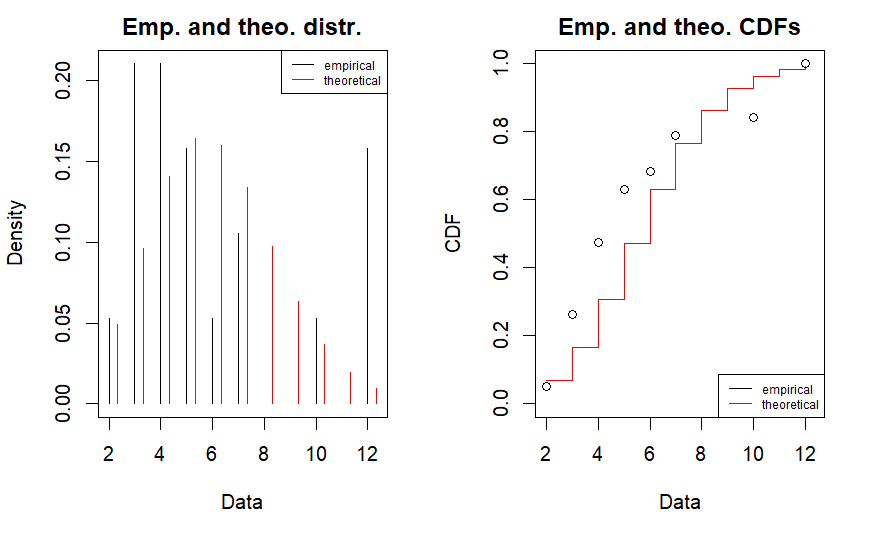 Emp. and theo. distr.
empirical
theoretical
Density
0.00 0.05 0.10 0.15 0.20
2 4 6 8 10 12
Data
Emp. and theo. CDFs
CDF
0.0 0.2 0.4 0.6 0.8 1.0
empirical
theoretical
2 4 6 8 10 12
Data